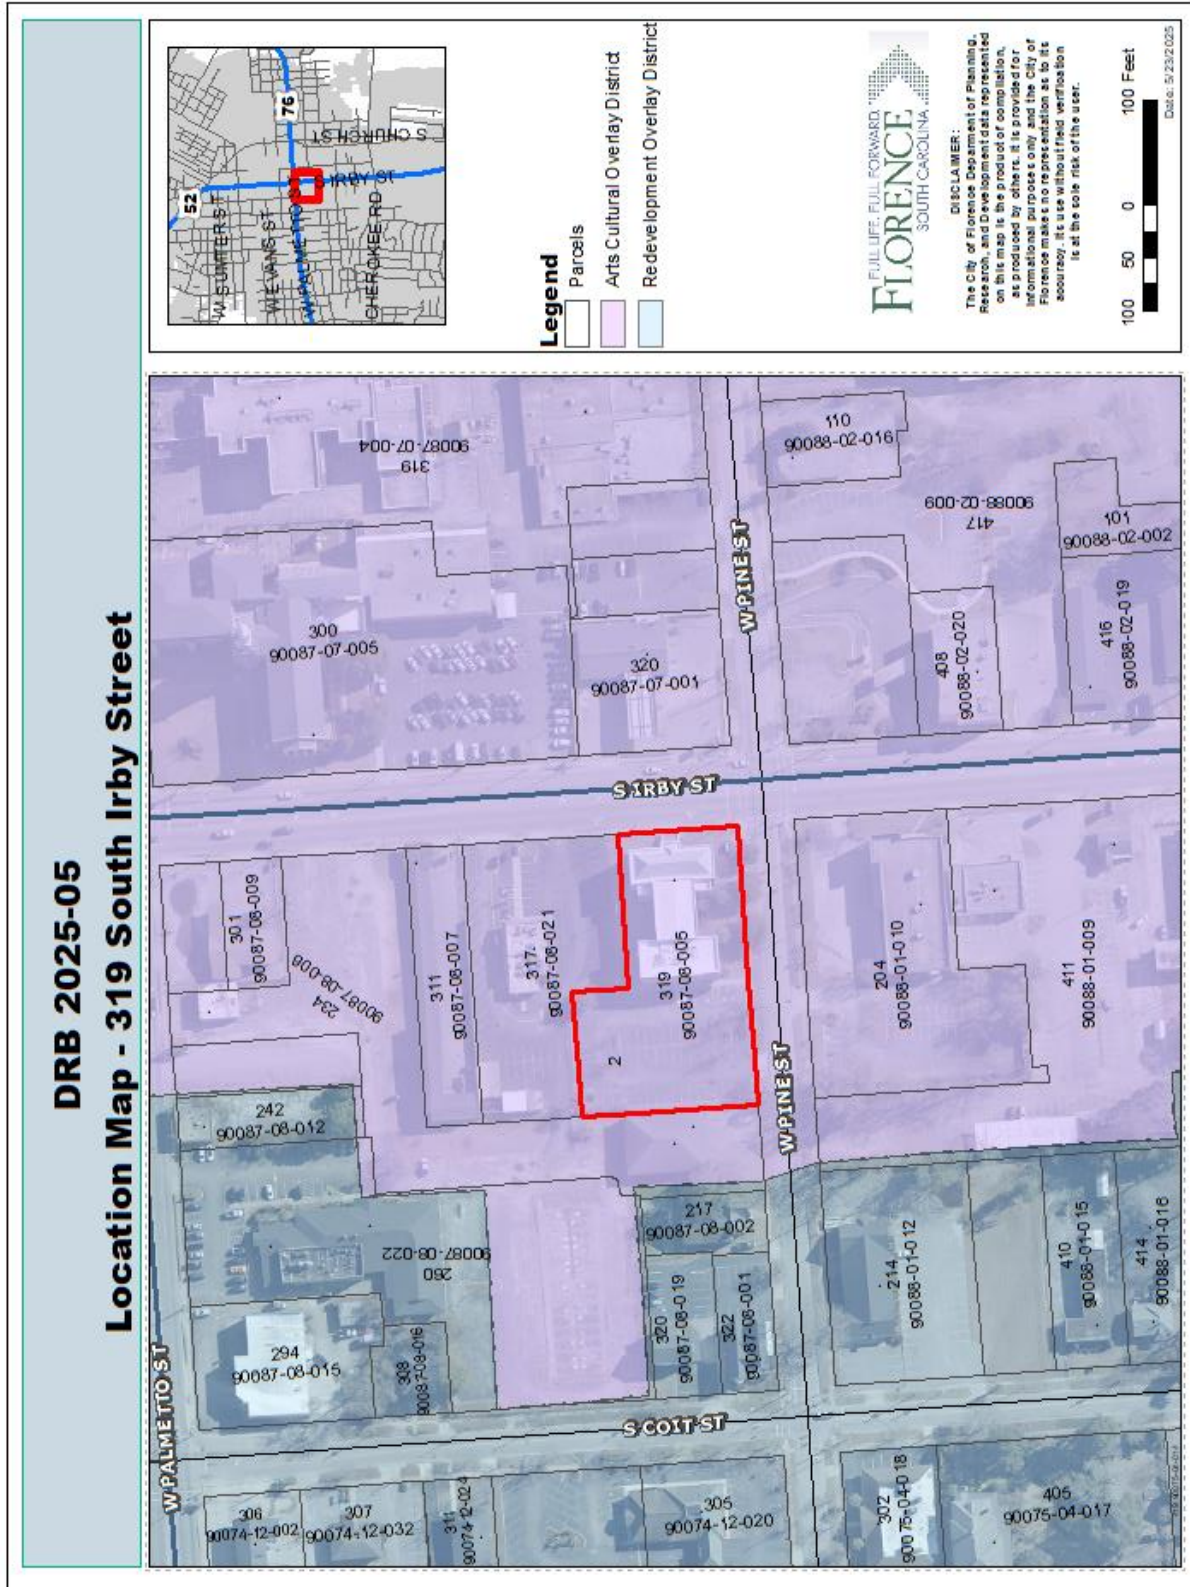 DRB 2025-05
Location Map - 319 South Irby Street
W PALMETTO ST
306
90074-12-002
307
90074-12-032
311
90074-12-024
305
90074-12-020
302
90075-04-018
405
90075-04-017
S COIT ST
294
90087-08-015
308
90087-08-016
260
90087-08-022
242
90087-08-012
320
90087-08-019
322
90087-08-001
217
90087-08-002
214
90088-01-012
410
90088-01-015
414
90088-01-016
301
90087-08-009
234
90087-08-008
311
90087-08-007
317
90087-08-021
2
319
90087-08-005
W PINE ST
204
90088-01-010
411
90088-01-009
S IRBY ST
300
90087-07-005
319
90087-07-004
320
90087-07-001
W PINE ST
110
90088-02-016
417
90088-02-009
408
90088-02-020
101
90088-02-002
416
90088-02-019
52
76
W SUMTER ST
W EVANS ST
W PALMETTO ST
CHEROKEE RD
S IRBY ST
S CHURCH ST
Legend
Parcels
Arts Cultural Overlay District
Redevelopment Overlay District
FULL LIFE. FULL FORWARD.
FLORENCE
SOUTH CAROLINA
DISCLAIMER:
The City of Florence Department of Planning,
Research, and Development data represented
on this map is the product of compilation,
as produced by others. It is provided for
informational purpose only and the City of
Florence makes no representation as to its
accuracy. Its use without field verification
is at the sole risk of the user.
100 50 0 100 Feet
Date: 5/23/2025